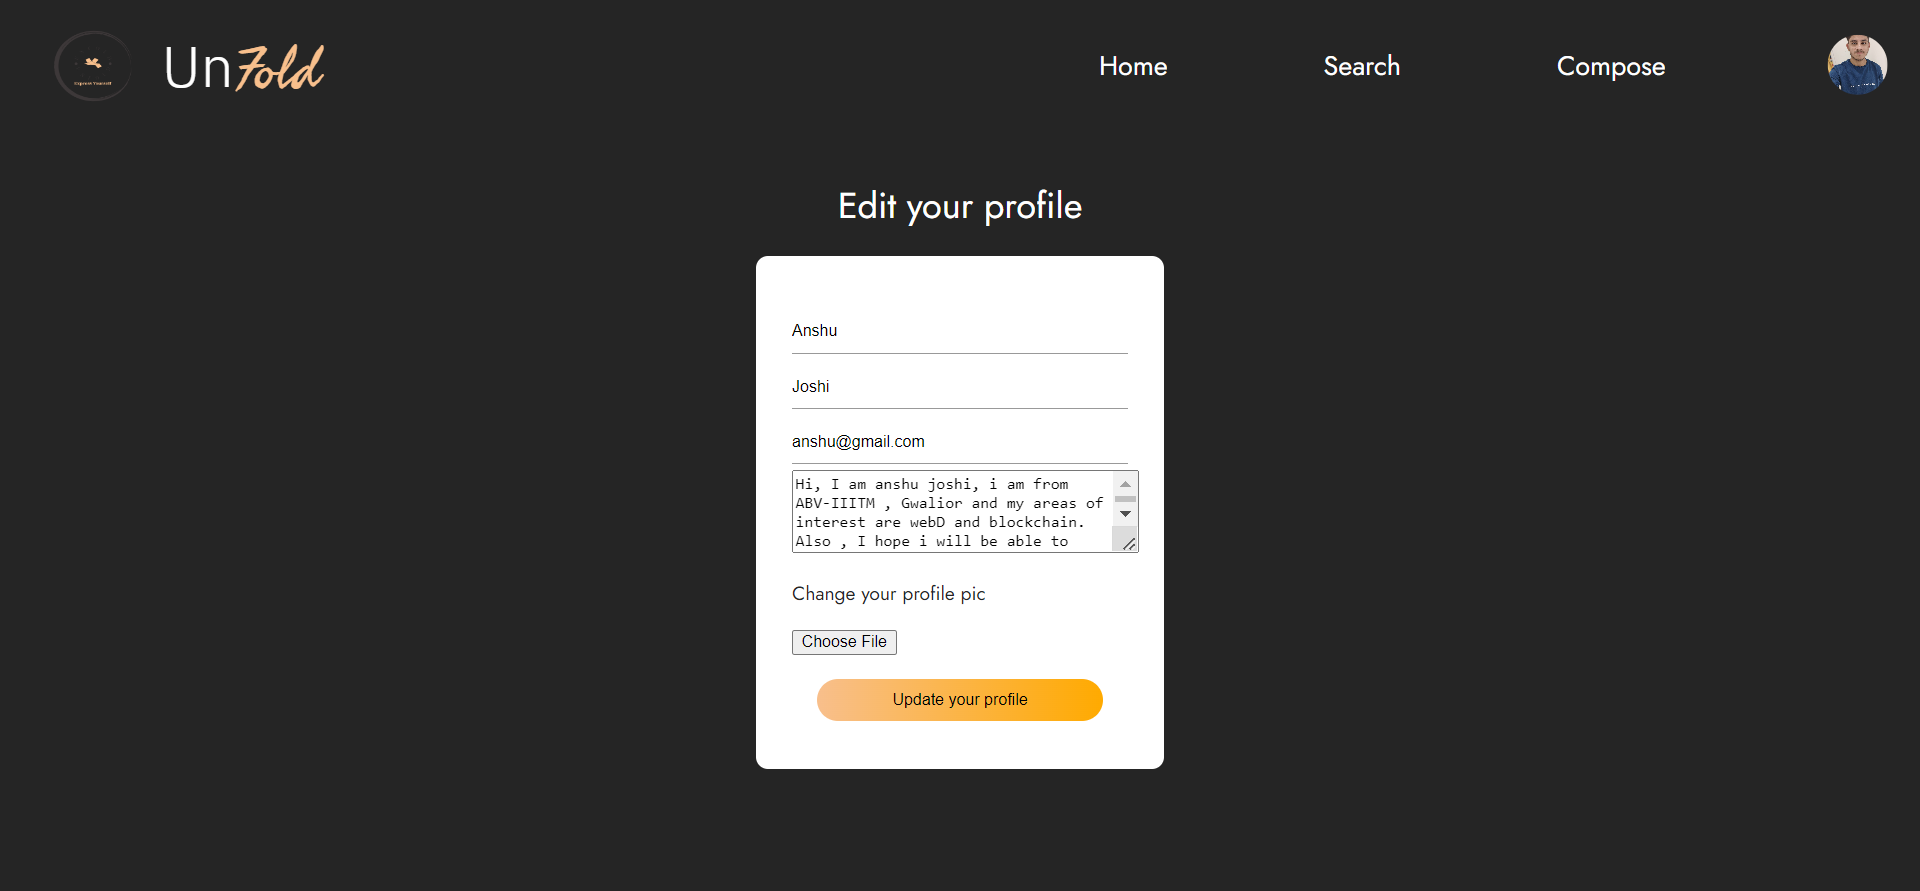 Express Yourself
UnFold
Home
Search
Compose
Edit your profile
Anshu
Joshi
anshu@gmail.com
Hi, I am anshu joshi, i am from
ABV-IIITM , Gwalior and my areas of
interest are webD and blockchain.
Also , I hope i will be able to
Change your profile pic
Choose File
Update your profile